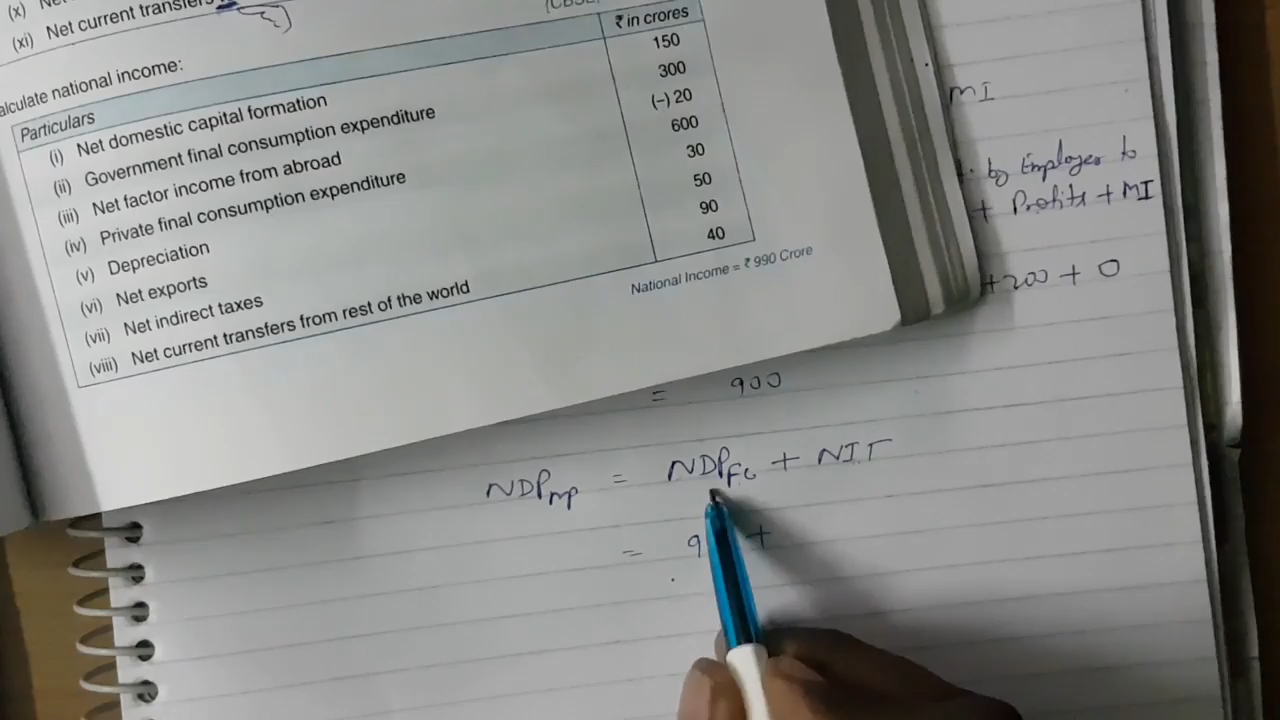 (x)
(xi) Net current transfers
alculate national income:
Particulars ₹ in crores
(i) Net domestic capital formation 150
(ii) Government final consumption expenditure 300
(iii) Net factor income from abroad (–) 20
(iv) Private final consumption expenditure 600
(v) Depreciation 30
(vi) Net exports 50
(vii) Net indirect taxes 90
(viii) Net current transfers from rest of the world 40
National Income = ₹ 990 Crore
MI
by Employer to
+ Profits + MI
+200 + 0
= 900
NDPmp = NDPFC + NIT
= 9 +